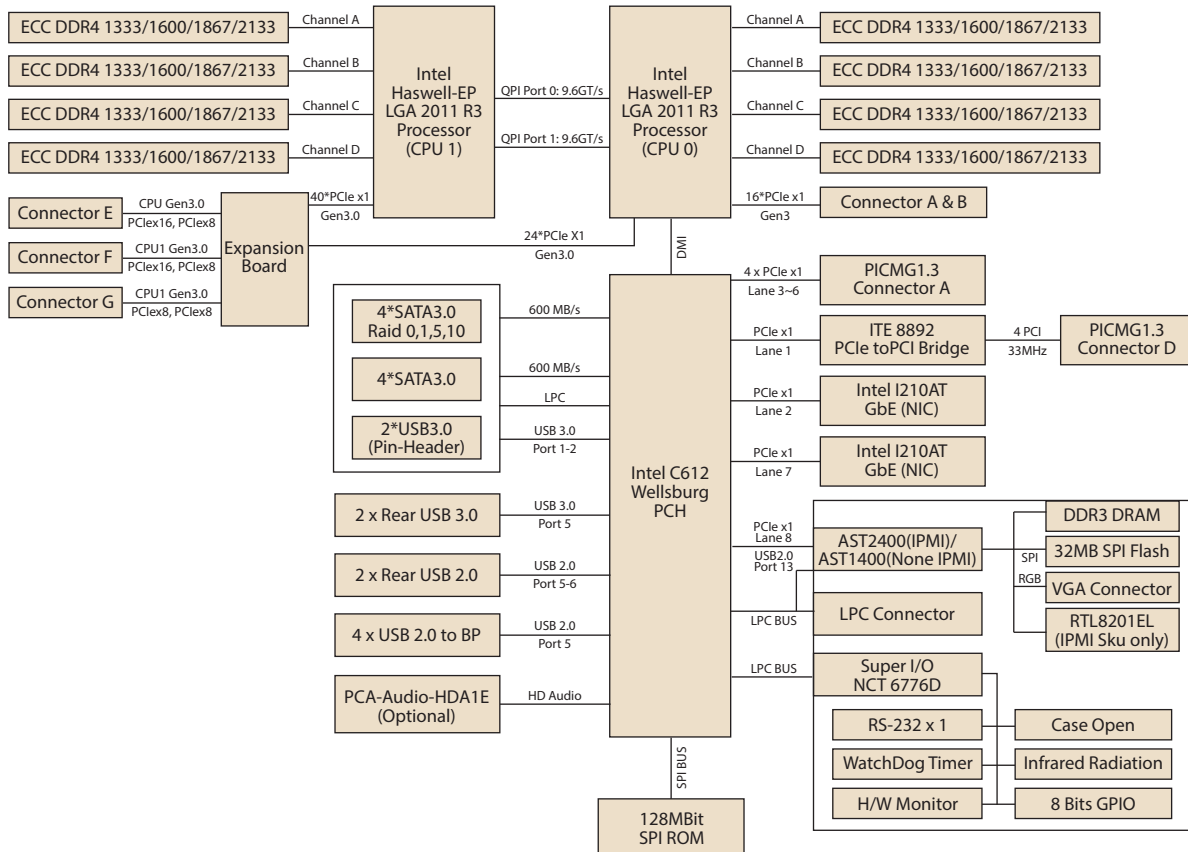 ECC DDR4 1333/1600/1867/2133
Channel A
ECC DDR4 1333/1600/1867/2133
Channel B
ECC DDR4 1333/1600/1867/2133
Channel C
ECC DDR4 1333/1600/1867/2133
Channel D
Intel
Haswell-EP
LGA 2011 R3
Processor
(CPU 1)
QPI Port 0: 9.6GT/s
QPI Port 1: 9.6GT/s
Intel
Haswell-EP
LGA 2011 R3
Processor
(CPU 0)
Channel A
ECC DDR4 1333/1600/1867/2133
Channel B
ECC DDR4 1333/1600/1867/2133
Channel C
ECC DDR4 1333/1600/1867/2133
Channel D
ECC DDR4 1333/1600/1867/2133
16*PCIe x1
Gen3
Connector A & B
Connector E
CPU Gen3.0
PCIex16, PCIex8
Connector F
CPU1 Gen3.0
PCIex16, PCIex8
Connector G
CPU1 Gen3.0
PCIex8, PCIex8
Expansion
Board
40*PCIe x1
Gen3.0
24*PCIe X1
Gen3.0
DMI
4*SATA3.0
Raid 0,1,5,10
600 MB/s
4*SATA3.0
600 MB/s
LPC
2*USB3.0
(Pin-Header)
USB 3.0
Port 1-2
2 x Rear USB 3.0
USB 3.0
Port 5
2 x Rear USB 2.0
USB 2.0
Port 5-6
4 x USB 2.0 to BP
USB 2.0
Port 5
PCA-Audio-HDA1E
(Optional)
HD Audio
Intel C612
Wellsburg
PCH
SPI BUS
128MBit
SPI ROM
4 x PCIe x1
Lane 3~6
PICMG1.3
Connector A
PCIe x1
Lane 1
ITE 8892
PCIe toPCI Bridge
4 PCI
33MHz
PICMG1.3
Connector D
PCIe x1
Lane 2
Intel I210AT
GbE (NIC)
PCIe x1
Lane 7
Intel I210AT
GbE (NIC)
PCIe x1
Lane 8
USB2.0
Port 13
AST2400(IPMI)/
AST1400(None IPMI)
SPI
RGB
DDR3 DRAM
32MB SPI Flash
VGA Connector
RTL8201EL
(IPMI Sku only)
LPC BUS
LPC Connector
LPC BUS
Super I/O
NCT 6776D
RS-232 x 1
Case Open
WatchDog Timer
Infrared Radiation
H/W Monitor
8 Bits GPIO